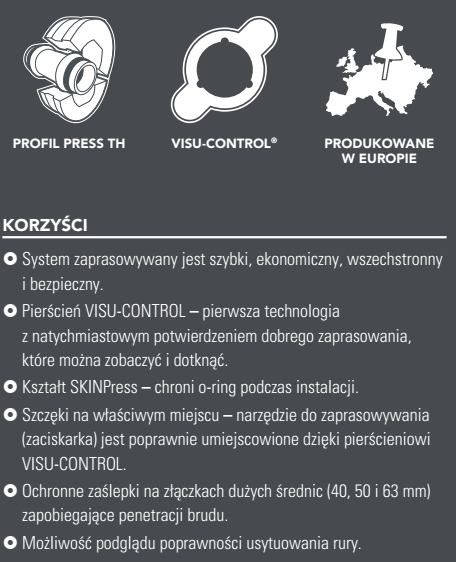 PROFIL PRESS TH
VISU-CONTROL®
PRODUKOWANE
W EUROPIE
KORZYŚCI
System zaprasowywany jest szybki, ekonomiczny, wszechstronny
i bezpieczny.
Pierścień VISU-CONTROL – pierwsza technologia
z natychmiastowym potwierdzeniem dobrego zaprasowania,
które można zobaczyć i dotknąć.
Kształt SKINPress – chroni o-ring podczas instalacji.
Szczęki na właściwym miejscu – narzędzie do zaprasowywania
(zaciskarka) jest poprawnie umiejscowione dzięki pierścieniowi
VISU-CONTROL.
Ochronne zaślepki na złączkach dużych średnic (40, 50 i 63 mm)
zapobiegające penetracji brudu.
Możliwość podglądu poprawności usytuowania rury.